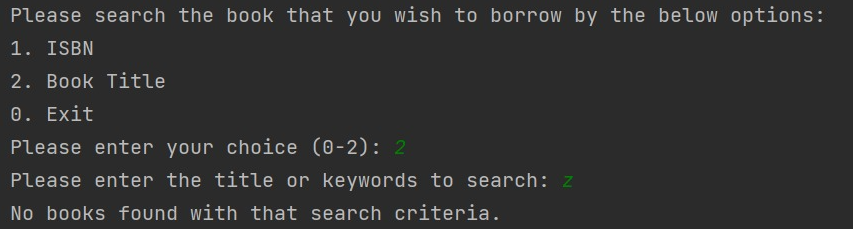 Please search the book that you wish to borrow by the below options:
1. ISBN
2. Book Title
0. Exit
Please enter your choice (0-2): 2
Please enter the title or keywords to search: z
No books found with that search criteria.